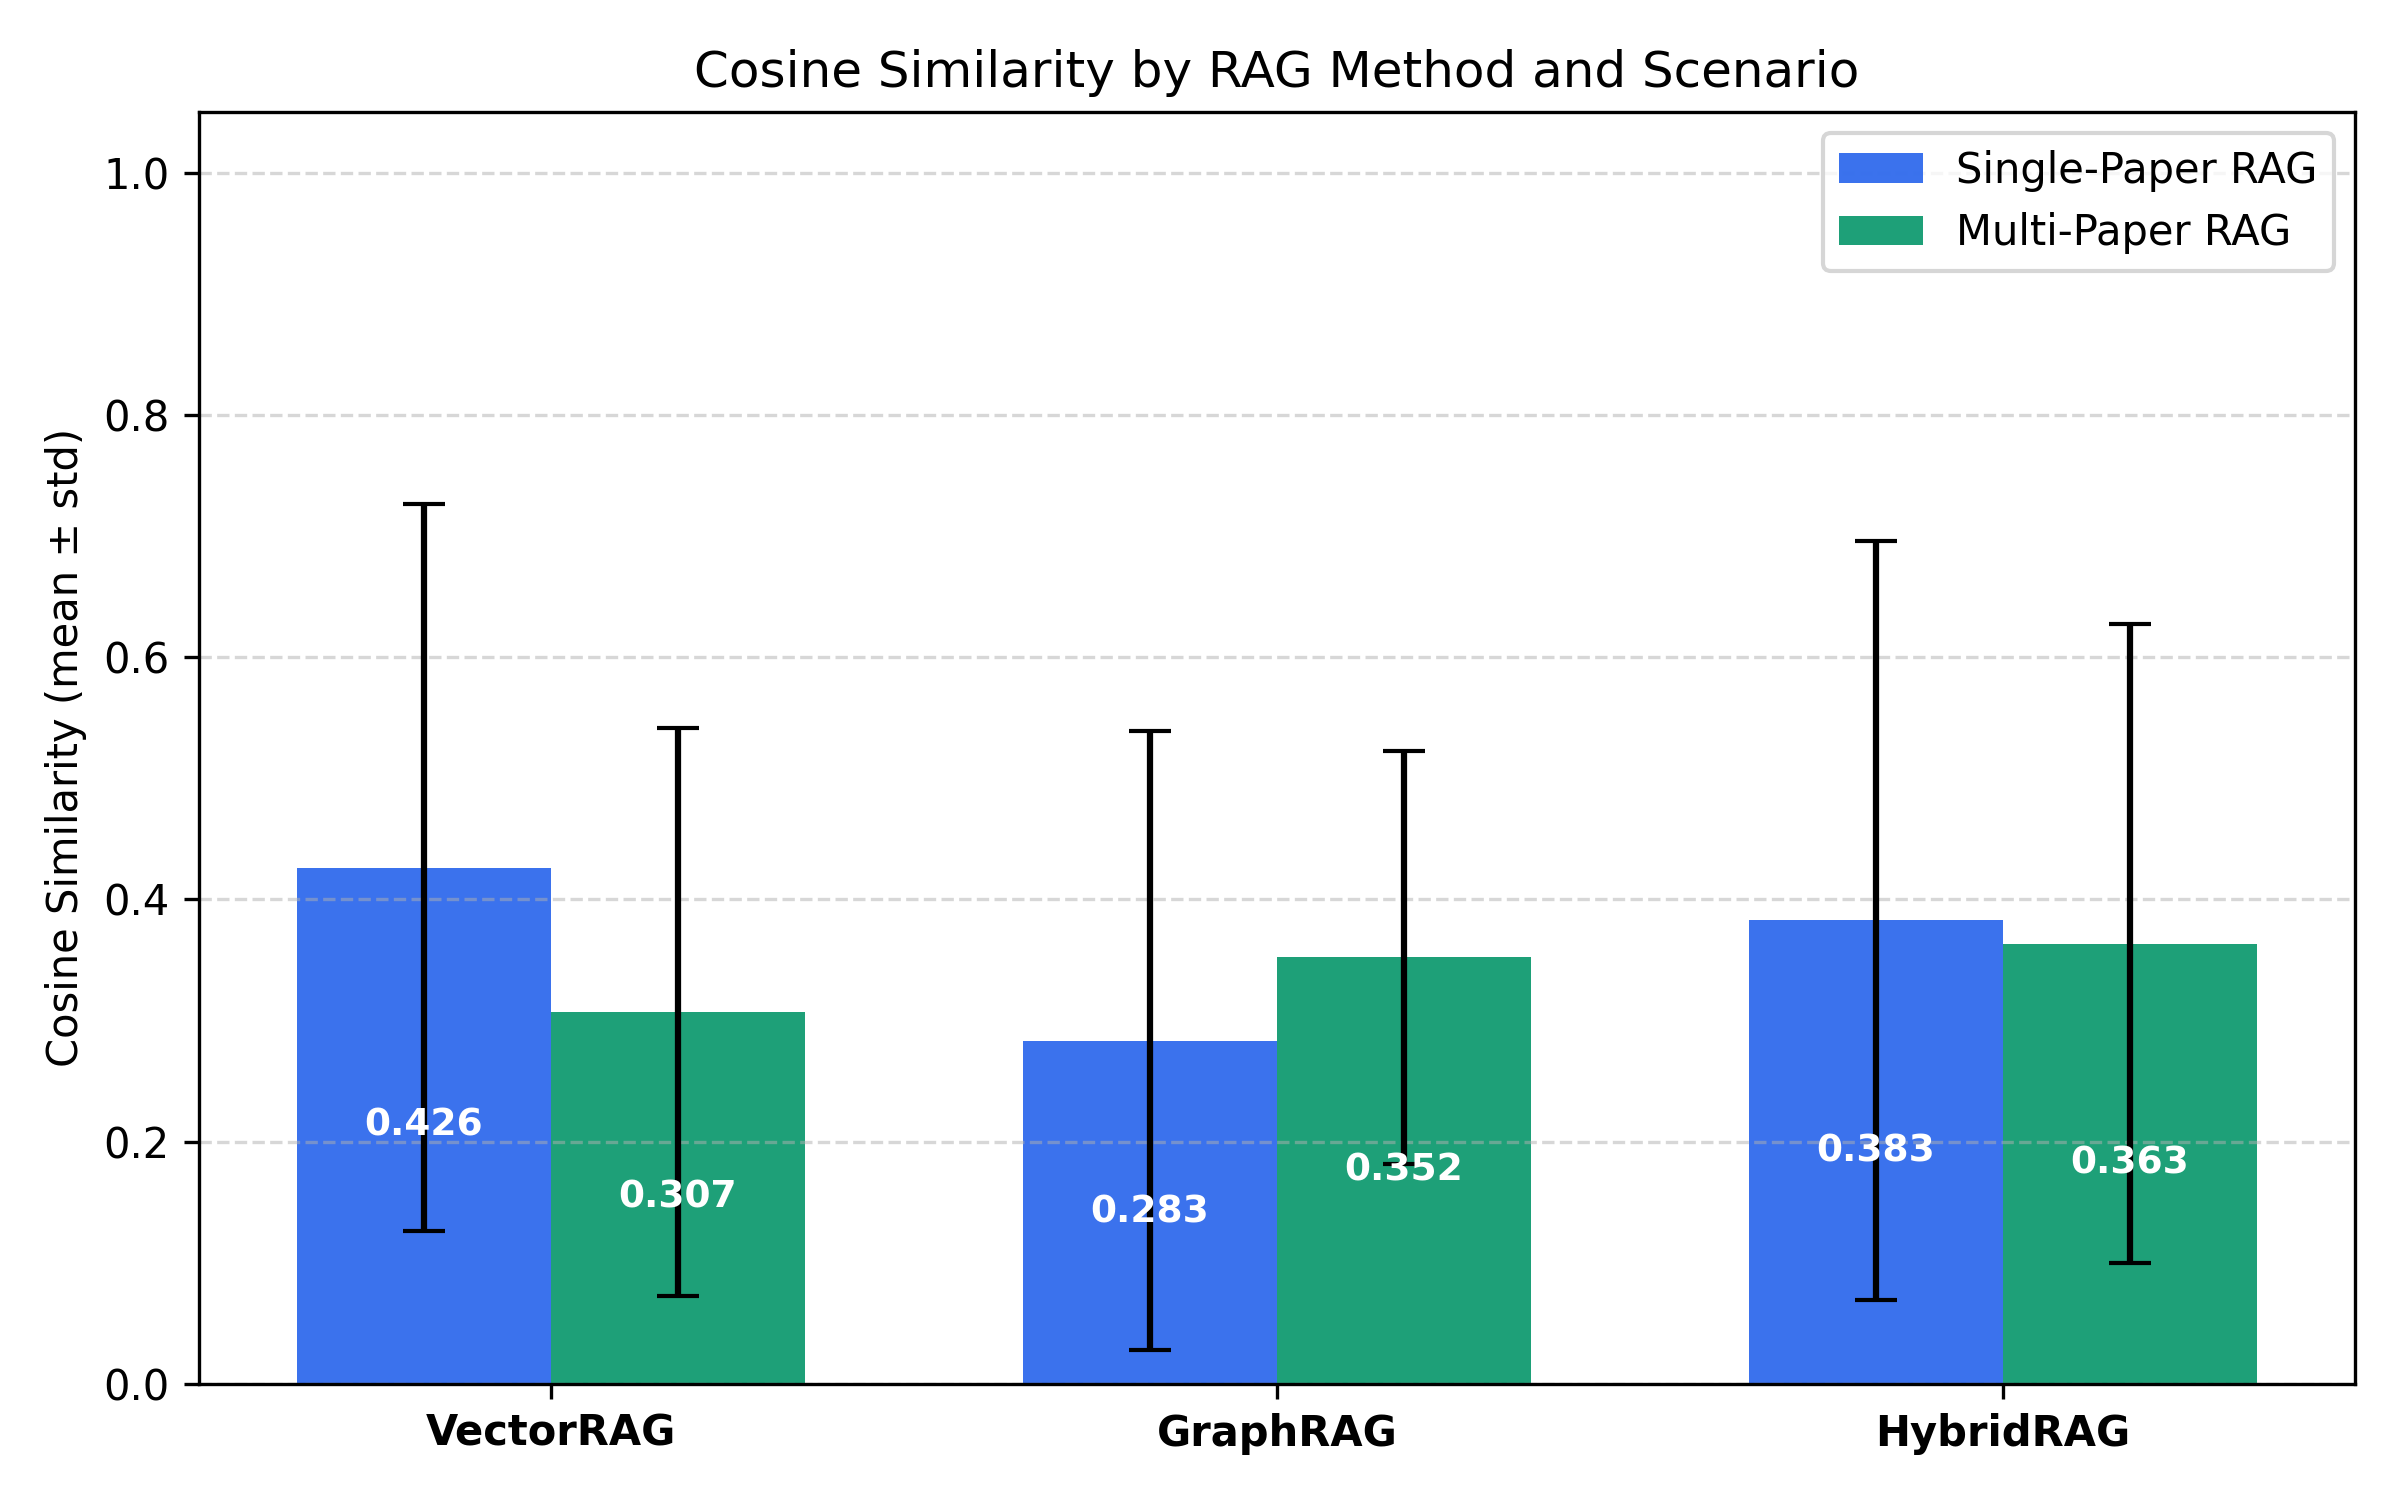 Cosine Similarity by RAG Method and Scenario
Single-Paper RAG
Multi-Paper RAG
Cosine Similarity (mean ± std)
1.0
0.8
0.6
0.4
0.2
0.0
0.426
0.307
0.283
0.352
0.383
0.363
VectorRAG
GraphRAG
HybridRAG